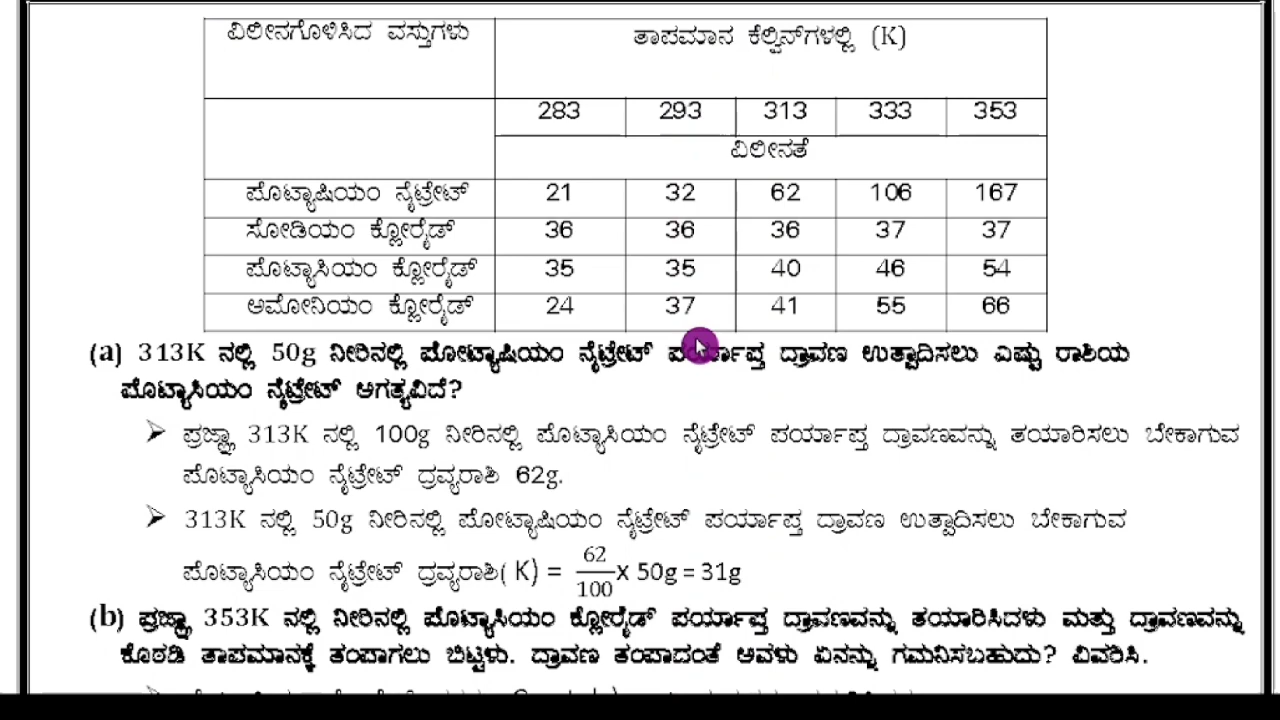 ವಿಲೀನಗೊಳಿಸಿದ ವಸ್ತುಗಳು ತಾಪಮಾನ ಕೆಲ್ವಿನ್‌ಗಳಲ್ಲಿ (K)
283 293 313 333 353
ವಿಲೀನತೆ
ಪೊಟ್ಯಾಷಿಯಂ ನೈಟ್ರೇಟ್ 21 32 62 106 167
ಸೋಡಿಯಂ ಕ್ಲೋರೈಡ್ 36 36 36 37 37
ಪೊಟ್ಯಾಸಿಯಂ ಕ್ಲೋರೈಡ್ 35 35 40 46 54
ಅಮೋನಿಯಂ ಕ್ಲೋರೈಡ್ 24 37 41 55 66
(a) 313K ನಲ್ಲಿ 50g ನೀರಿನಲ್ಲಿ ಪೋಟ್ಯಾಷಿಯಂ ನೈಟ್ರೇಟ್ ಪರ್ಯಾಪ್ತ ದ್ರಾವಣ ಉತ್ಪಾದಿಸಲು ಎಷ್ಟು ರಾಶಿಯ
ಪೊಟ್ಯಾಸಿಯಂ ನೈಟ್ರೇಟ್ ಅಗತ್ಯವಿದೆ?
➢ ಪ್ರಜ್ಞಾ 313K ನಲ್ಲಿ 100g ನೀರಿನಲ್ಲಿ ಪೊಟ್ಯಾಸಿಯಂ ನೈಟ್ರೇಟ್ ಪರ್ಯಾಪ್ತ ದ್ರಾವಣವನ್ನು ತಯಾರಿಸಲು ಬೇಕಾಗುವ
ಪೊಟ್ಯಾಸಿಯಂ ನೈಟ್ರೇಟ್ ದ್ರವ್ಯರಾಶಿ 62g.
➢ 313K ನಲ್ಲಿ 50g ನೀರಿನಲ್ಲಿ ಪೋಟ್ಯಾಷಿಯಂ ನೈಟ್ರೇಟ್ ಪರ್ಯಾಪ್ತ ದ್ರಾವಣ ಉತ್ಪಾದಿಸಲು ಬೇಕಾಗುವ
ಪೊಟ್ಯಾಸಿಯಂ ನೈಟ್ರೇಟ್ ದ್ರವ್ಯರಾಶಿ( K) = 62/100 x 50g = 31g
(b) ಪ್ರಜ್ಞಾ 353K ನಲ್ಲಿ ನೀರಿನಲ್ಲಿ ಪೊಟ್ಯಾಸಿಯಂ ಕ್ಲೋರೈಡ್ ಪರ್ಯಾಪ್ತ ದ್ರಾವಣವನ್ನು ತಯಾರಿಸಿದಳು ಮತ್ತು ದ್ರಾವಣವನ್ನು
ಕೊಠಡಿ ತಾಪಮಾನಕ್ಕೆ ತಂಪಾಗಲು ಬಿಟ್ಟಳು. ದ್ರಾವಣ ತಂಪಾದಂತೆ ಅವಳು ಏನನ್ನು ಗಮನಿಸಬಹುದು? ವಿವರಿಸಿ.